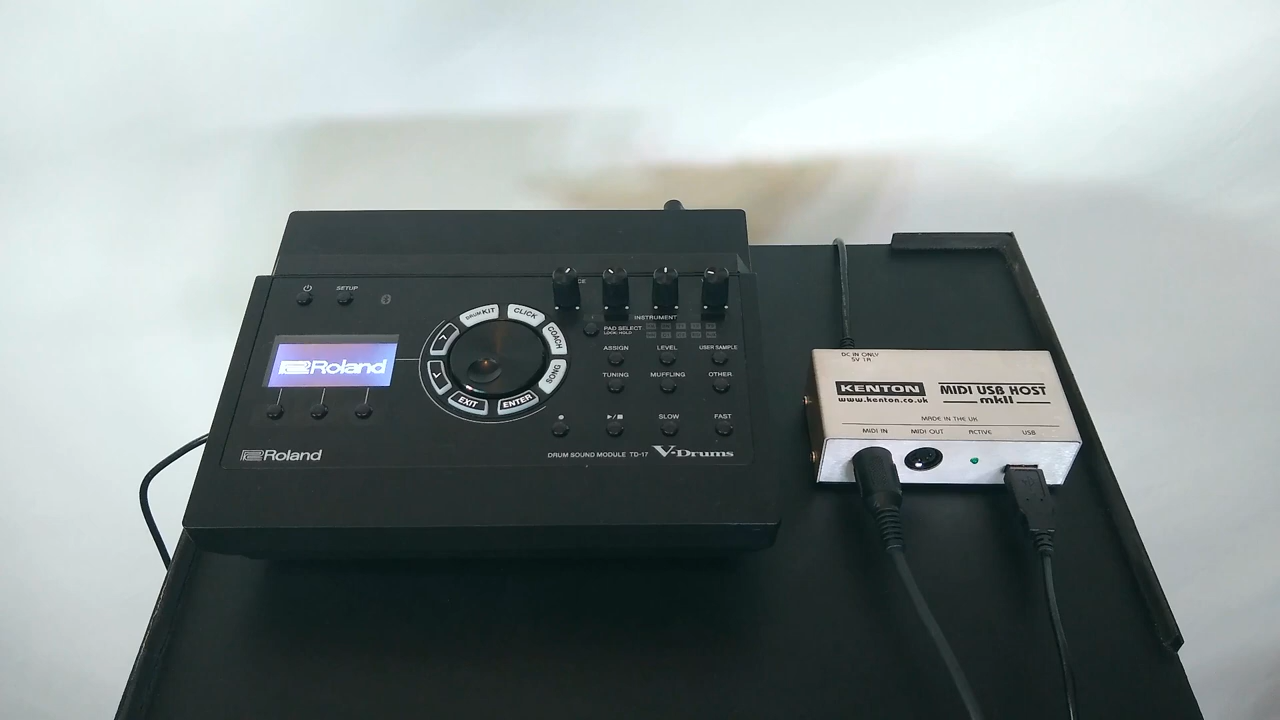 SETUP
DRUM KIT
CLICK
COACH
SONG
ENTER
EXIT
Roland
INSTRUMENT
PAD SELECT
LOCK: HOLD
ASSIGN LEVEL USER SAMPLE
TUNING MUFFLING OTHER
SLOW FAST
Roland
DRUM SOUND MODULE TD-17 V-Drums
DC IN ONLY
5V 1A
KENTON
www.kenton.co.uk
MIDI USB HOST
mkII
MADE IN THE UK
MIDI IN MIDI OUT ACTIVE USB